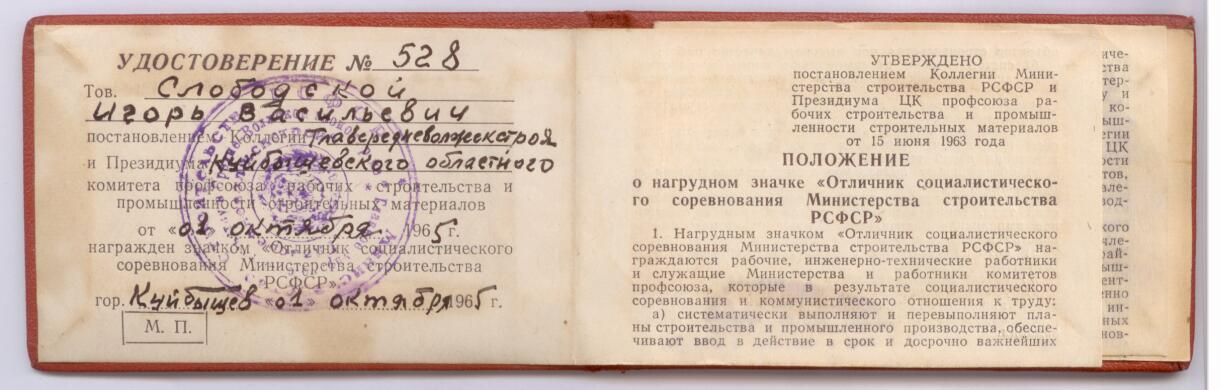 УДОСТОВЕРЕНИЕ № 528
Тов. Слободской
Игорь Васильевич
постановлением Коллегии Главсредневолжскстроя
и Президиума Куйбышевского областного
комитета профсоюза рабочих строительства и
промышленности строительных материалов
от «01 октября 1965 г.
награжден значком «Отличник социалистического
соревнования Министерства строительства
РСФСР».
гор. Куйбышев «01» октября 1965 г.
М. П.
УТВЕРЖДЕНО
постановлением Коллегии Мини-
стерства строительства РСФСР и
Президиума ЦК профсоюза ра-
бочих строительства и промыш-
ленности строительных материалов
от 15 июня 1963 года
ПОЛОЖЕНИЕ
о нагрудном значке «Отличник социалистическо-
го соревнования Министерства строительства
РСФСР»
1. Нагрудным значком «Отличник социалистического
соревнования Министерства строительства РСФСР» на-
граждаются рабочие, инженерно-технические работники
и служащие Министерства и работники комитетов
профсоюза, которые в результате социалистического
соревнования и коммунистического отношения к труду:
а) систематически выполняют и перевыполняют пла-
ны строительства и промышленного производства, обеспе-
чивают ввод в действие в срок и досрочно важнейших